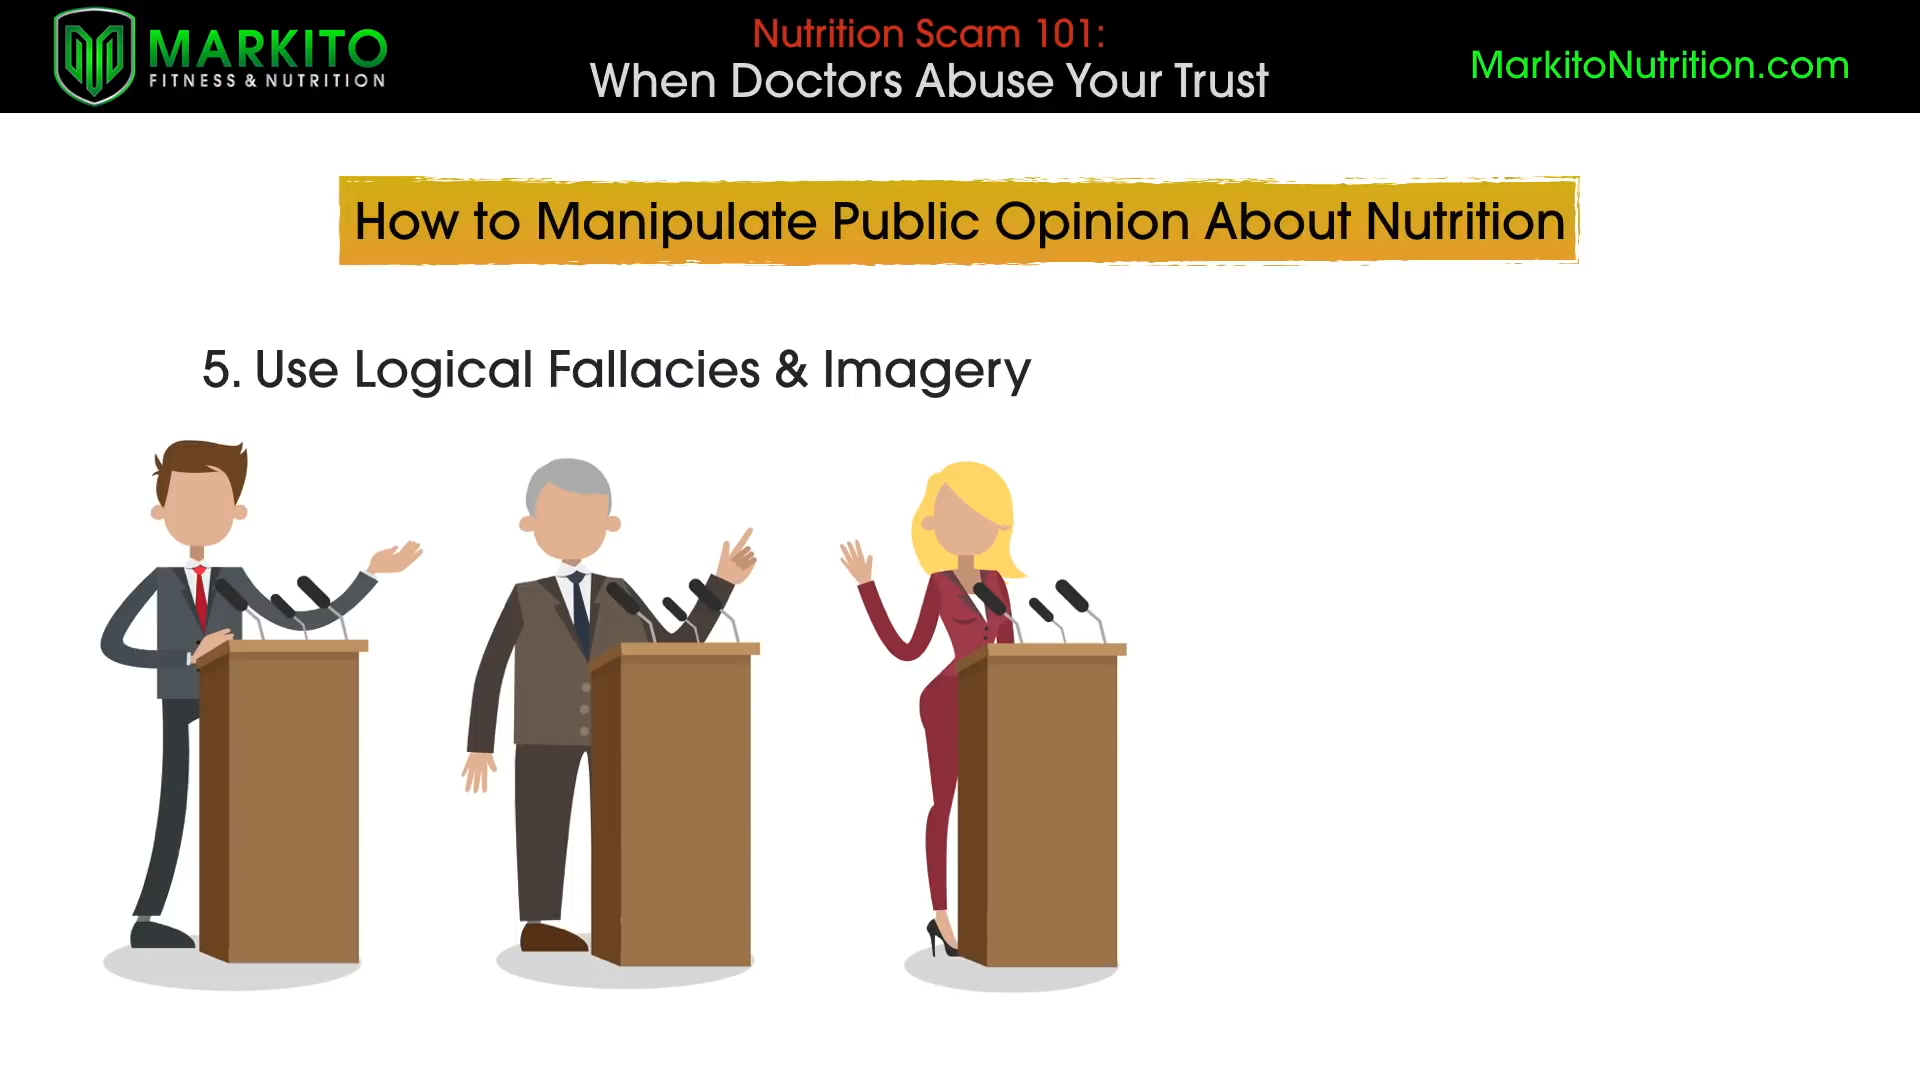 MARKITO
FITNESS & NUTRITION
Nutrition Scam 101:
When Doctors Abuse Your Trust
MarkitoNutrition.com
How to Manipulate Public Opinion About Nutrition
5. Use Logical Fallacies & Imagery